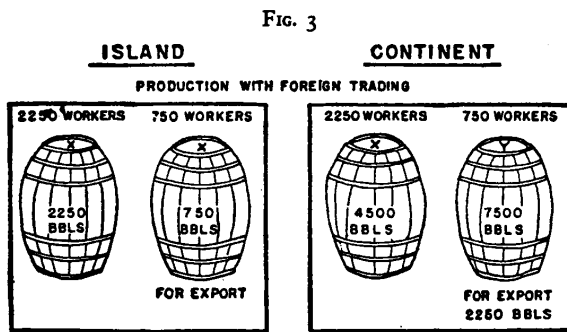 FIG. 3
ISLAND CONTINENT
PRODUCTION WITH FOREIGN TRADING
2250 WORKERS 750 WORKERS 2250 WORKERS 750 WORKERS
X X X Y
2250 750 4500 7500
BBLS BBLS BBLS BBLS
FOR EXPORT FOR EXPORT
2250 BBLS